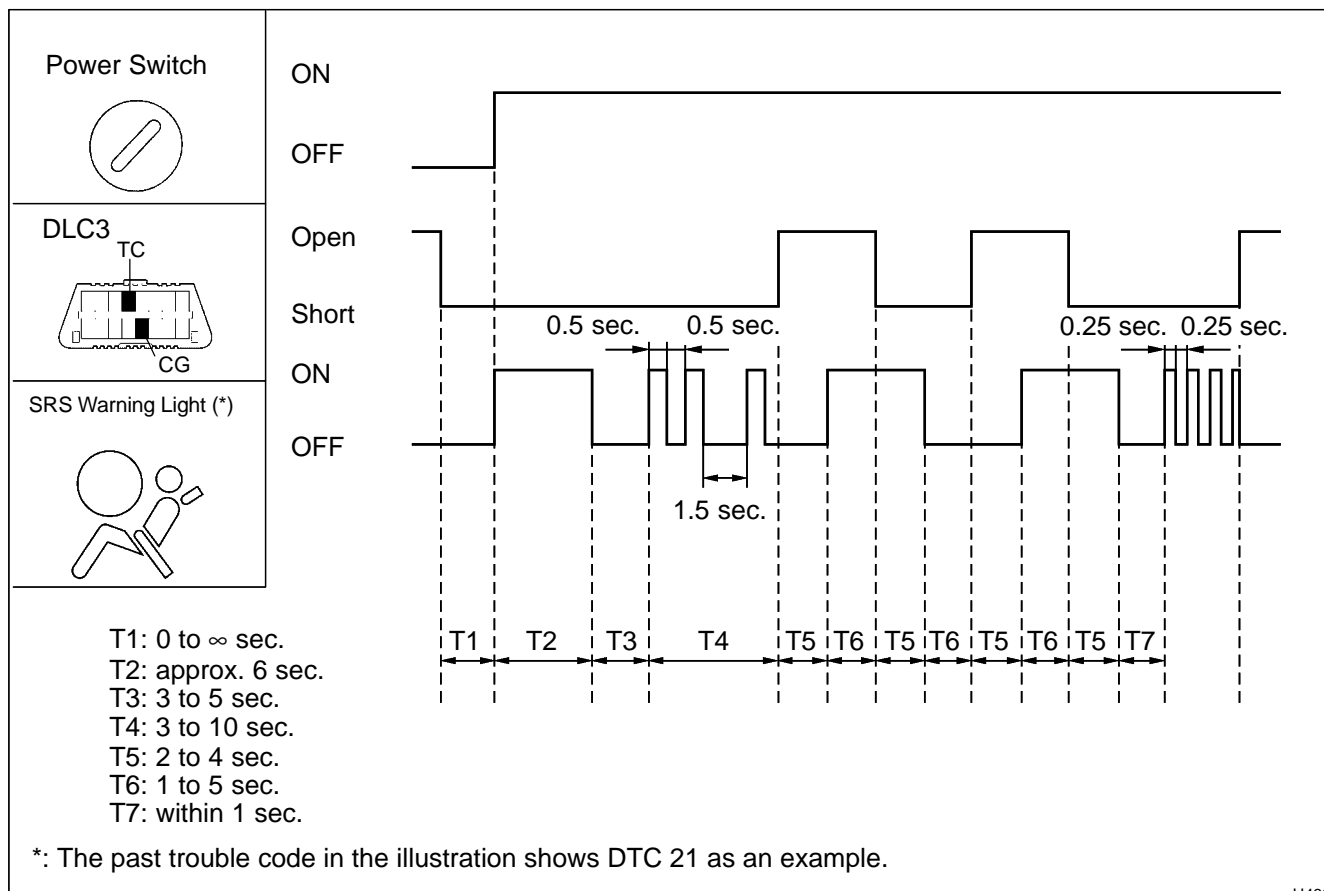 Power Switch
ON
OFF
DLC3
TC
CG
Open
Short
0.5 sec. 0.5 sec.
0.25 sec. 0.25 sec.
SRS Warning Light (*)
ON
OFF
1.5 sec.
T1 T2 T3 T4 T5 T6 T5 T6 T5 T6 T5 T7
T1: 0 to ∞ sec.
T2: approx. 6 sec.
T3: 3 to 5 sec.
T4: 3 to 10 sec.
T5: 2 to 4 sec.
T6: 1 to 5 sec.
T7: within 1 sec.
*: The past trouble code in the illustration shows DTC 21 as an example.